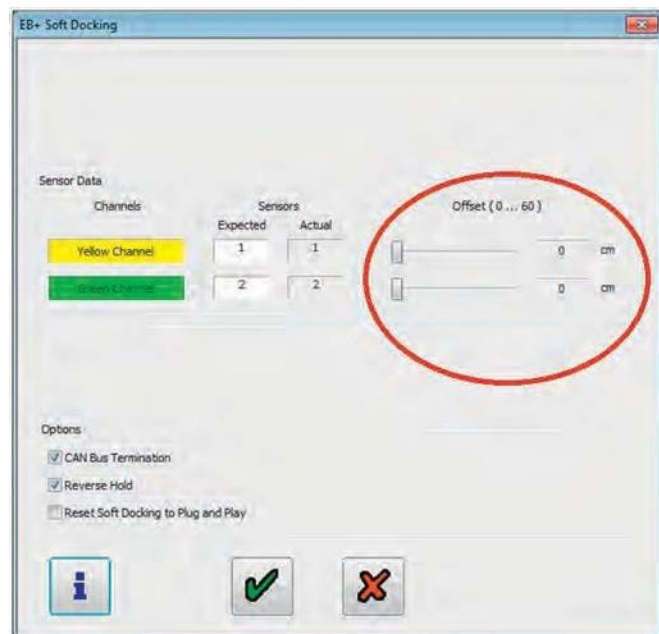 EB+ Soft Docking
Sensor Data
Channels Sensors Offset ( 0 ... 60 )
Expected Actual
Yellow Channel 1 1 0 cm
Green Channel 2 2 0 cm
Options
CAN Bus Termination
Reverse Hold
Reset Soft Docking to Plug and Play